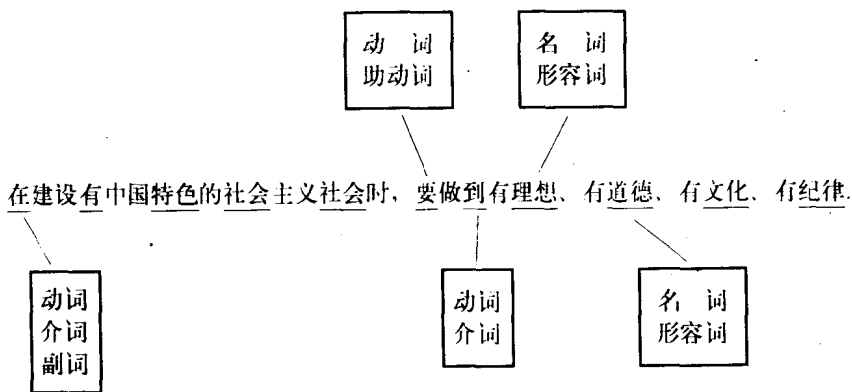 动 词
助动词
名 词
形容词
在建设有中国特色的社会主义社会时，要做到有理想、有道德、有文化、有纪律.
动词
介词
副词
动词
介词
名 词
形容词